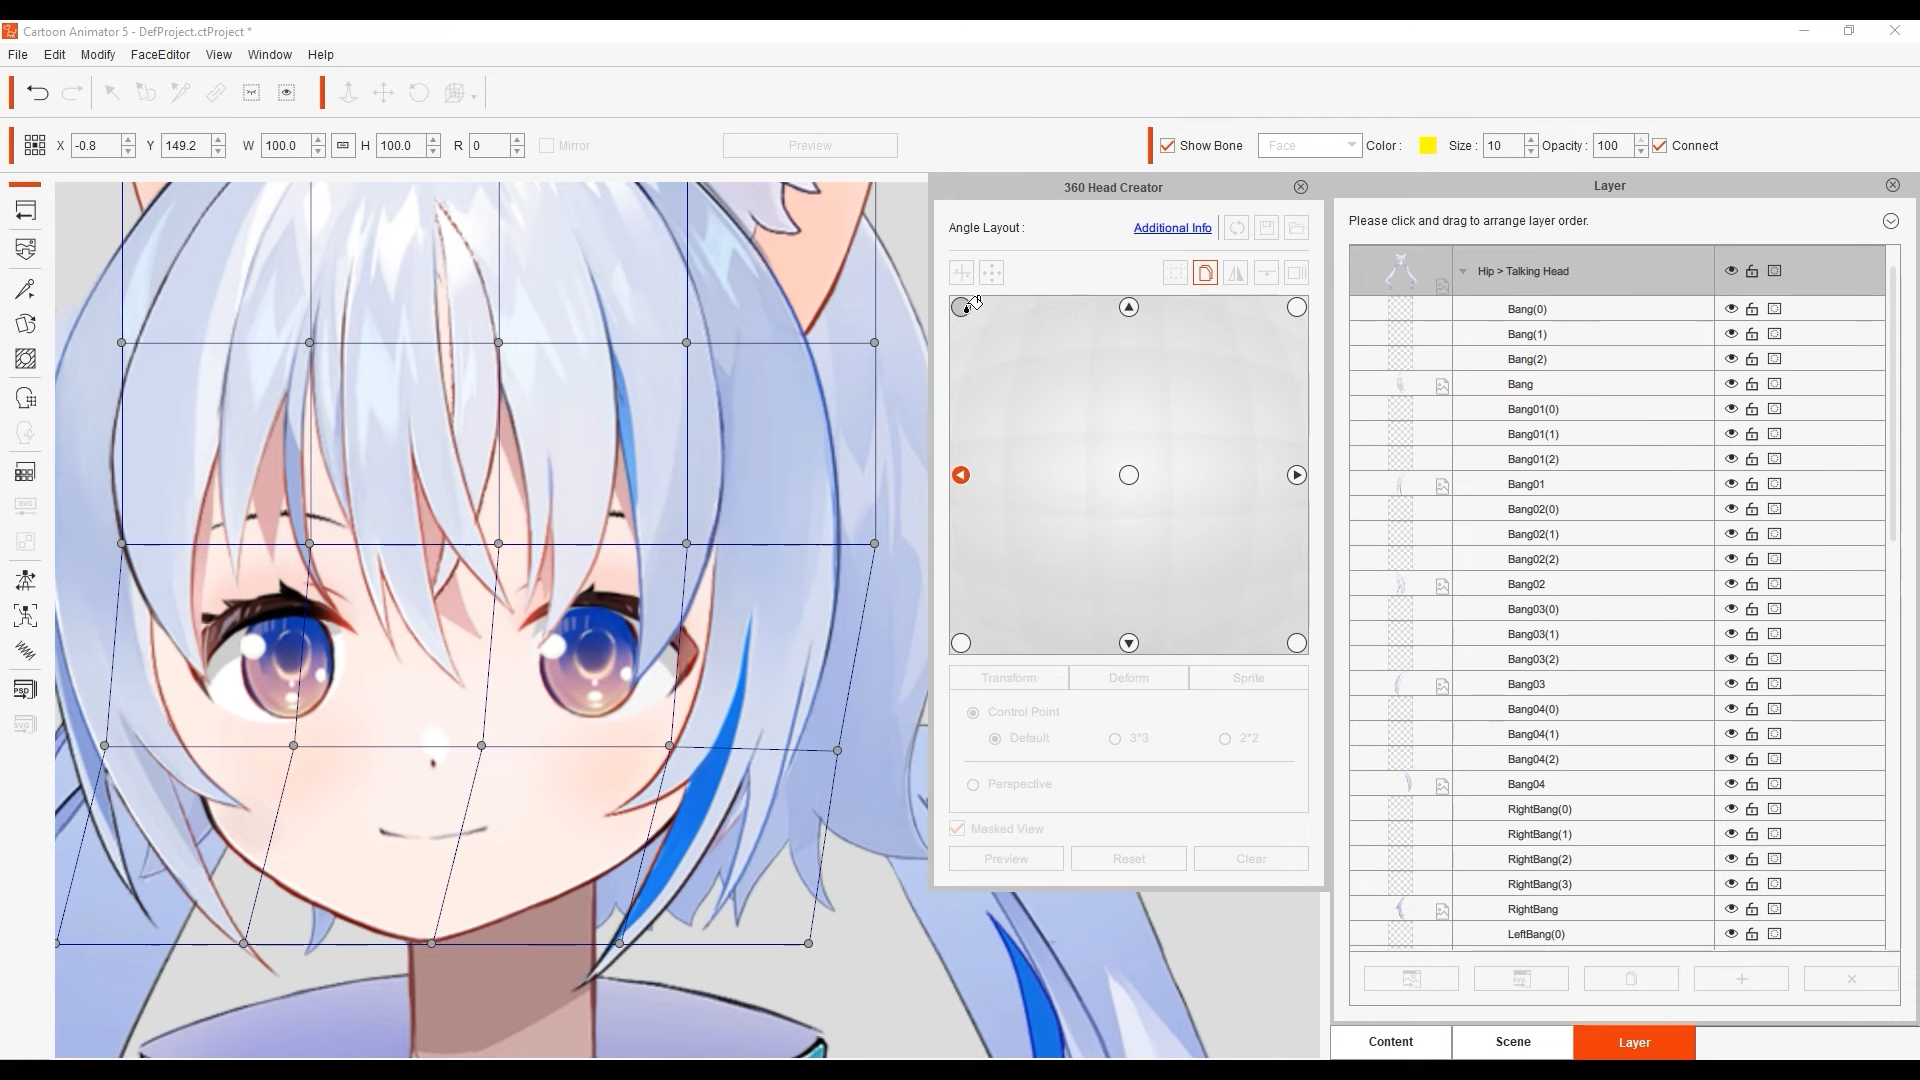 Cartoon Animator 5 - DefProject.ctProject *
File Edit Modify FaceEditor View Window Help
X -0.8 Y 149.2 W 100.0 H 100.0 R 0 Mirror Preview Show Bone Face Color : Size : 10 Opacity : 100 Connect
360 Head Creator
Angle Layout : Additional Info
Transform Deform Sprite
Control Point
Default 3*3 2*2
Perspective
Masked View
Preview Reset Clear
Layer
Please click and drag to arrange layer order.
Hip > Talking Head
Bang(0)
Bang(1)
Bang(2)
Bang
Bang01(0)
Bang01(1)
Bang01(2)
Bang01
Bang02(0)
Bang02(1)
Bang02(2)
Bang02
Bang03(0)
Bang03(1)
Bang03(2)
Bang03
Bang04(0)
Bang04(1)
Bang04(2)
Bang04
RightBang(0)
RightBang(1)
RightBang(2)
RightBang(3)
RightBang
LeftBang(0)
Content Scene Layer
PSD
SVG
SVG